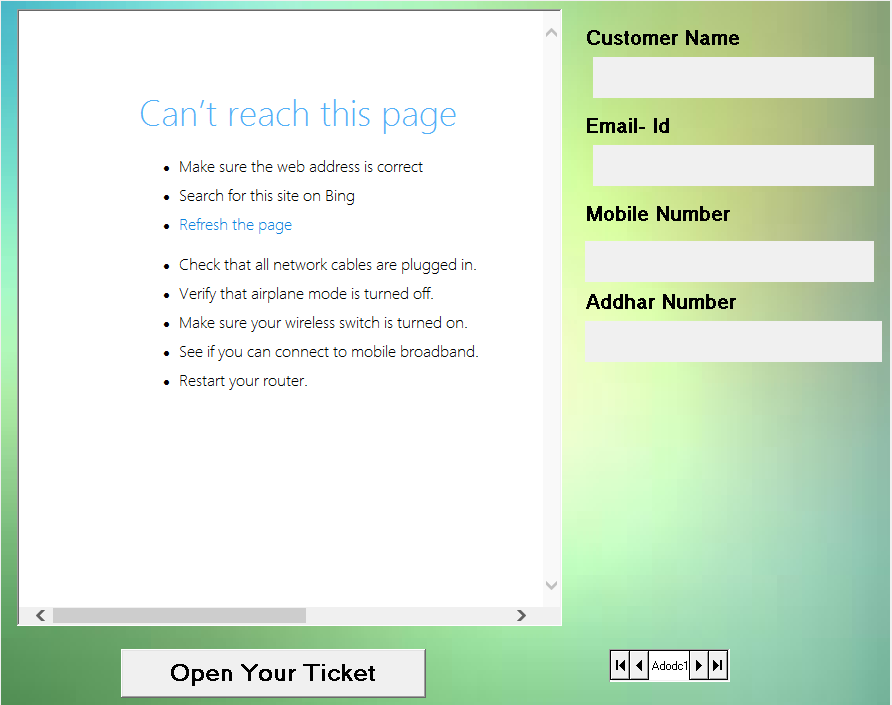 Can't reach this page
Make sure the web address is correct
Search for this site on Bing
Refresh the page
Check that all network cables are plugged in.
Verify that airplane mode is turned off.
Make sure your wireless switch is turned on.
See if you can connect to mobile broadband.
Restart your router.
Customer Name
Email- Id
Mobile Number
Addhar Number
Open Your Ticket
Adodc1